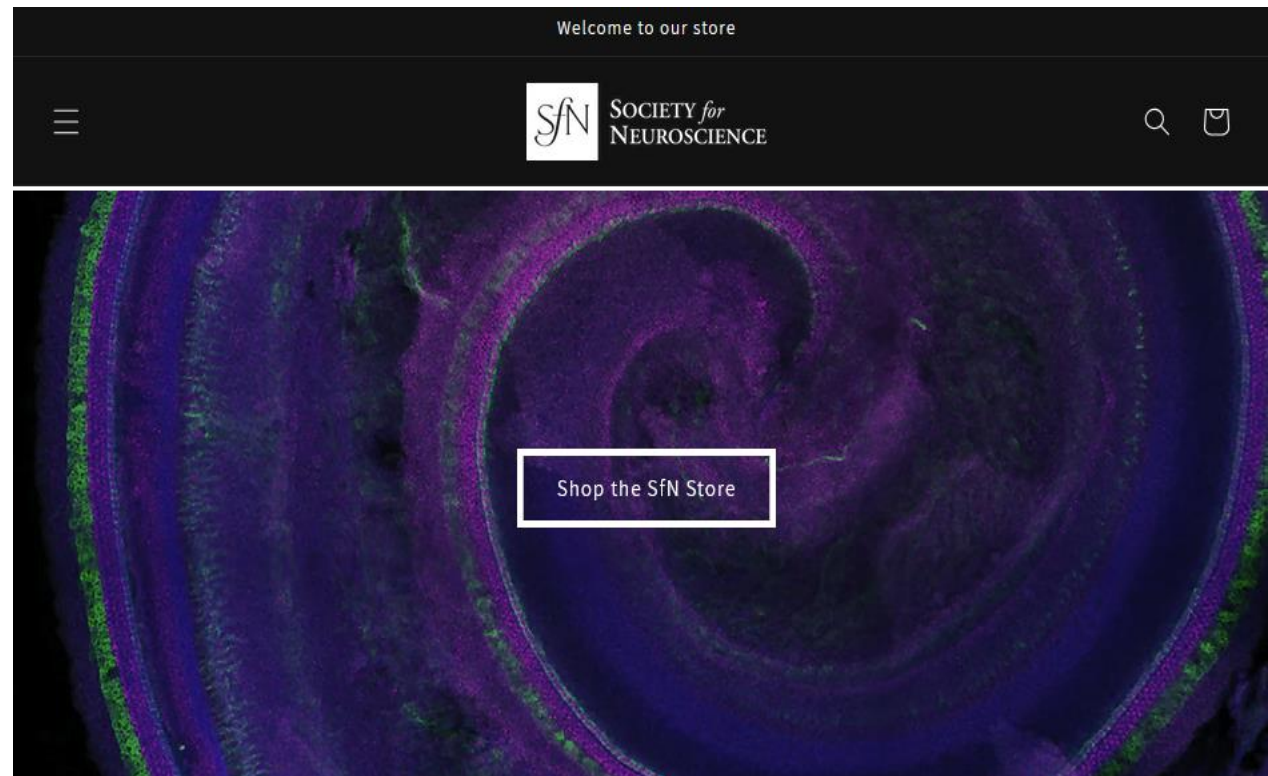 Welcome to our store
SfN
SOCIETY for
NEUROSCIENCE
Shop the SfN Store